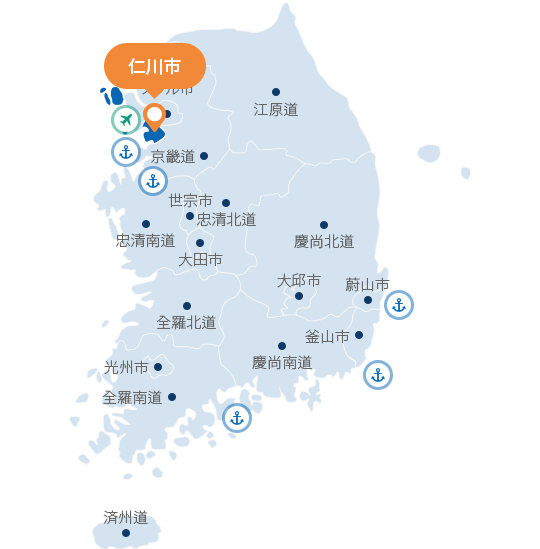 仁川市
江原道
京畿道
世宗市
忠清北道
忠清南道
慶尚北道
大田市
大邱市
蔚山市
全羅北道
釜山市
慶尚南道
光州市
全羅南道
済州道